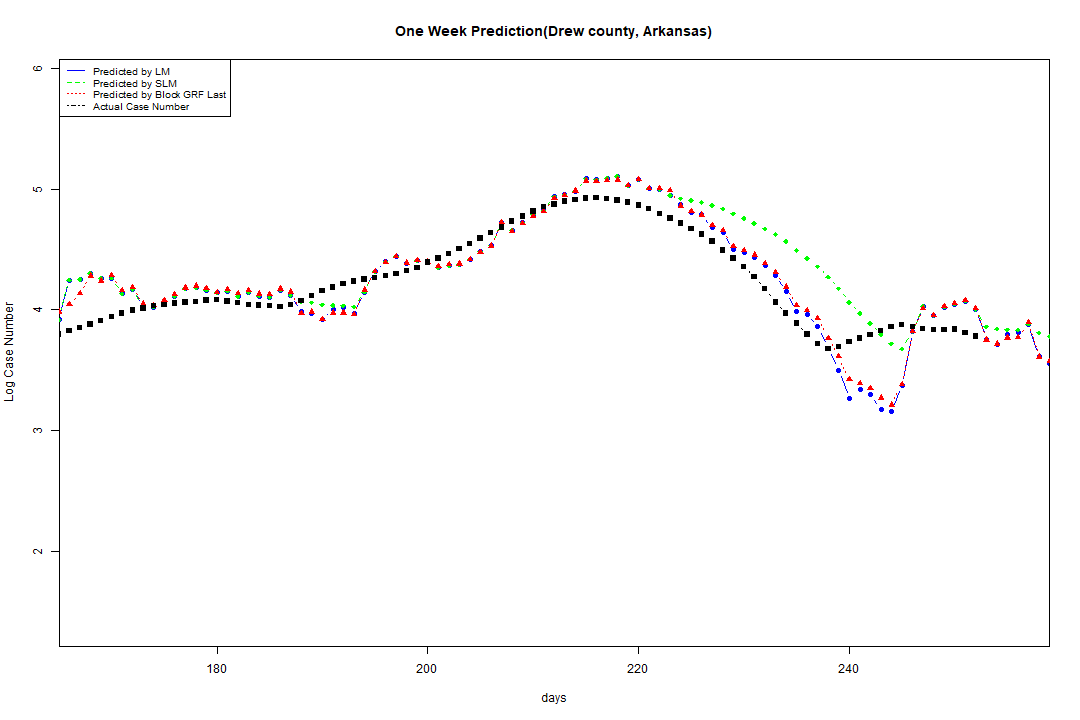 One Week Prediction(Drew county, Arkansas)
Predicted by LM
Predicted by SLM
Predicted by Block GRF Last
Actual Case Number
6
5
4
3
2
Log Case Number
180
200
220
240
days